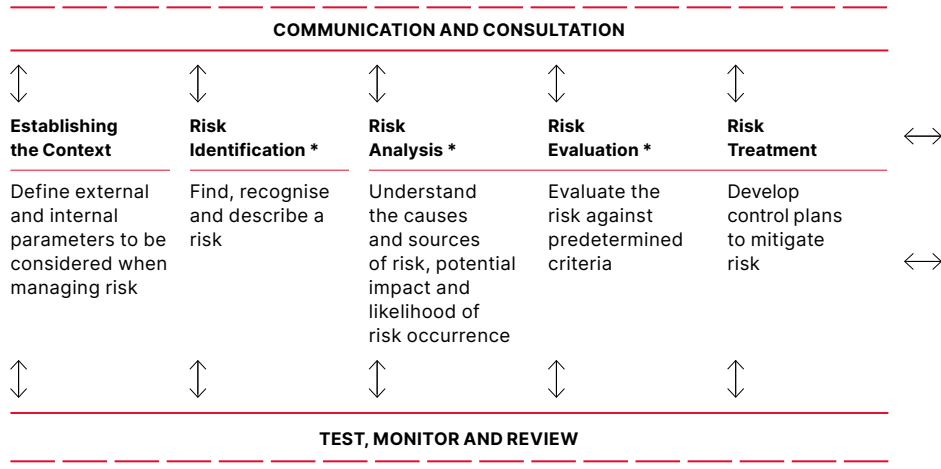 COMMUNICATION AND CONSULTATION
Establishing
the Context
Define external
and internal
parameters to be
considered when
managing risk
Risk
Identification *
Find, recognise
and describe a
risk
Risk
Analysis *
Understand
the causes
and sources
of risk, potential
impact and
likelihood of
risk occurrence
Risk
Evaluation *
Evaluate the
risk against
predetermined
criteria
Risk
Treatment
Develop
control plans
to mitigate
risk
TEST, MONITOR AND REVIEW